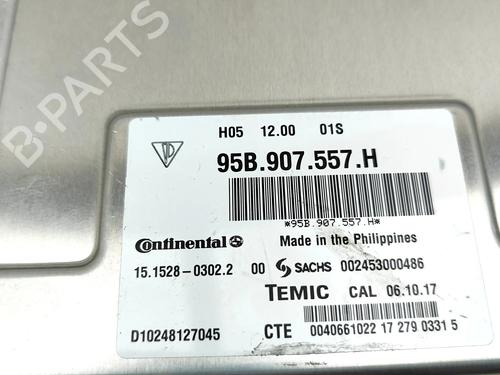 B-PARTS
H05 12.00 01S
95B.907.557.H
*95B.907.557.H*
Continental Made in the Philippines
15.1528-0302.2 00 SACHS 002453000486
TEMIC CAL 06.10.17
D10248127045 CTE 0040661022 17 279 0331 5